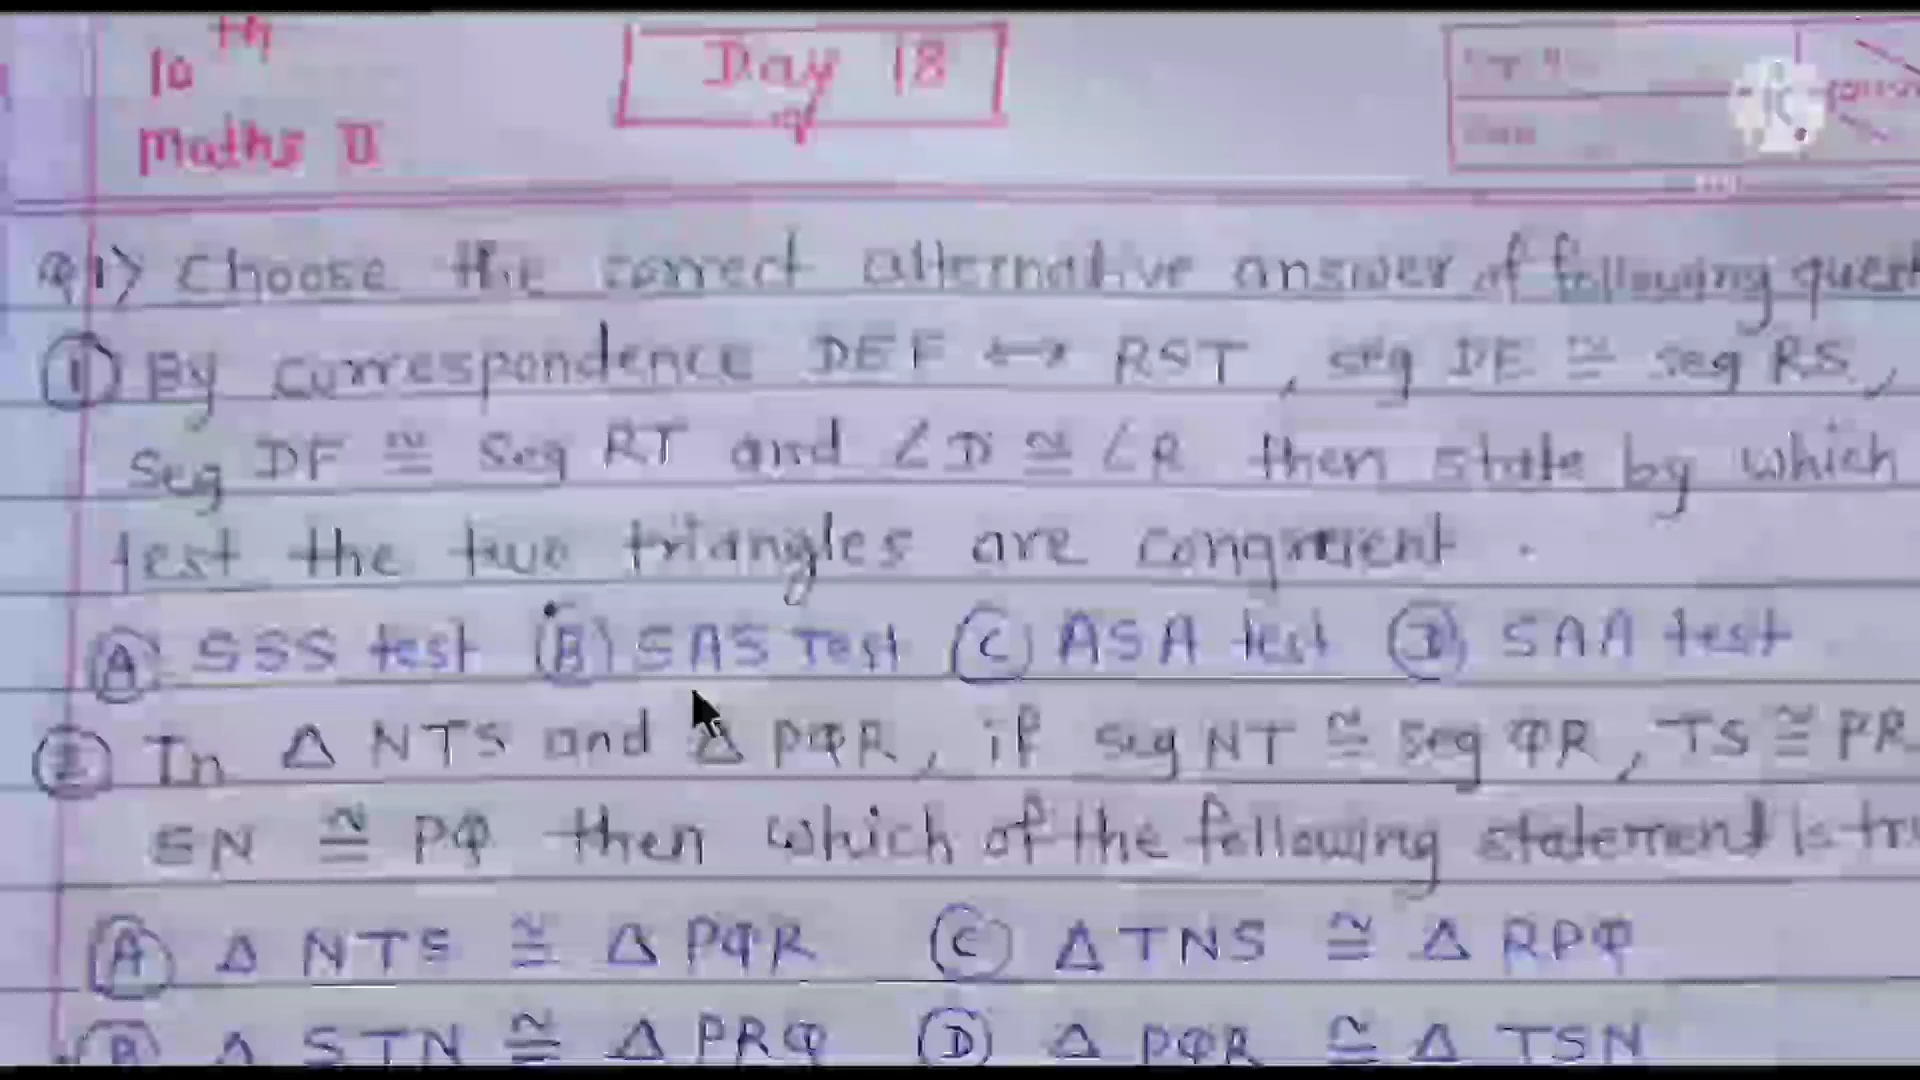 10th
Maths II
Day 18
Q1> Choose the correct alternative answer of following quest
① By currespondence DEF ↔ RST, seg DE ≅ seg RS,
Seg DF ≅ Seg RT and ∠D ≅ ∠R then state by which
test the two triangles are congruent.
Ⓐ SSS test Ⓑ SAS Test Ⓒ ASA test Ⓓ SAA test
② In △ NTS and △ PQR, if seg NT ≅ seg QR, TS ≅ PR
SN ≅ PQ then which of the following statement is tr
Ⓐ △ NTS ≅ △ PQR Ⓒ △ TNS ≅ △ RPQ
Ⓑ △ STN ≅ △ PRQ Ⓓ △ PQR ≅ △ TSN